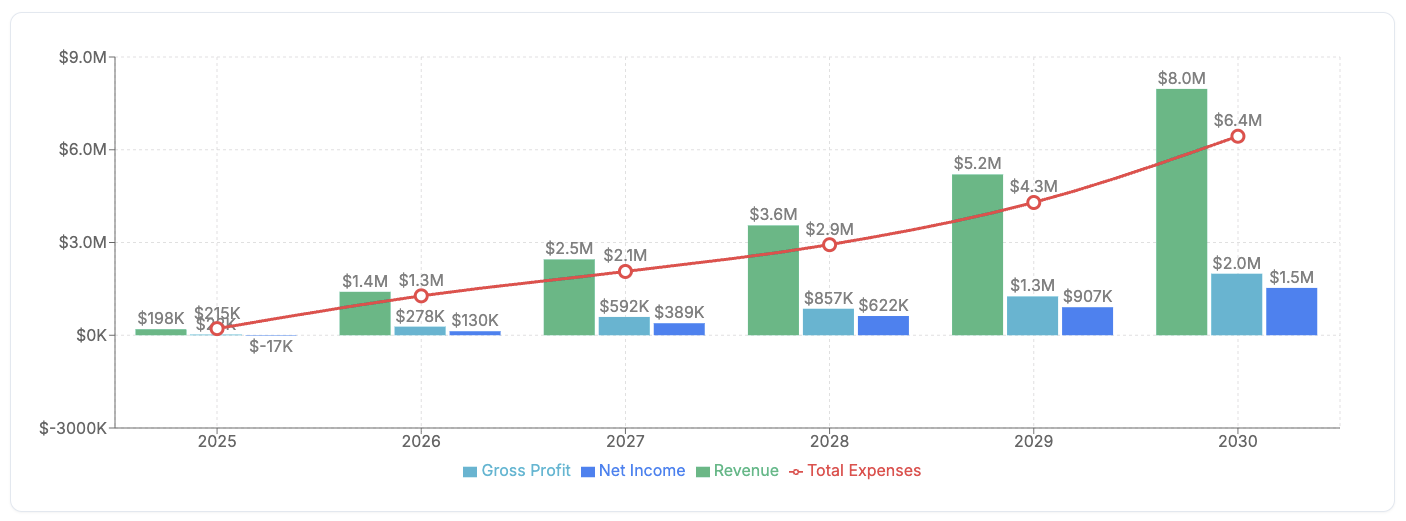 $9.0M
$6.0M
$3.0M
$0K
$-3000K
$198K
$215K
$-17K
$1.4M
$1.3M
$278K
$130K
$2.5M
$2.1M
$592K
$389K
$3.6M
$2.9M
$857K
$622K
$5.2M
$4.3M
$1.3M
$907K
$8.0M
$6.4M
$2.0M
$1.5M
2025 2026 2027 2028 2029 2030
Gross Profit Net Income Revenue Total Expenses